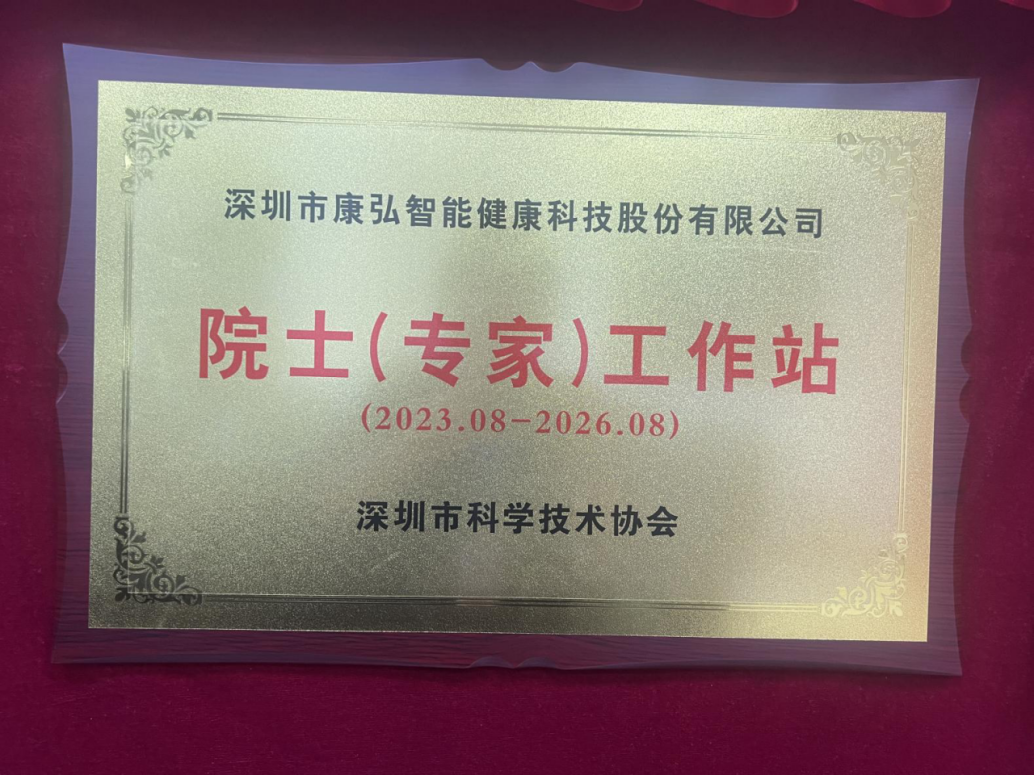 深圳市康弘智能健康科技股份有限公司
院士(专家)工作站
(2023.08-2026.08)
深圳市科学技术协会